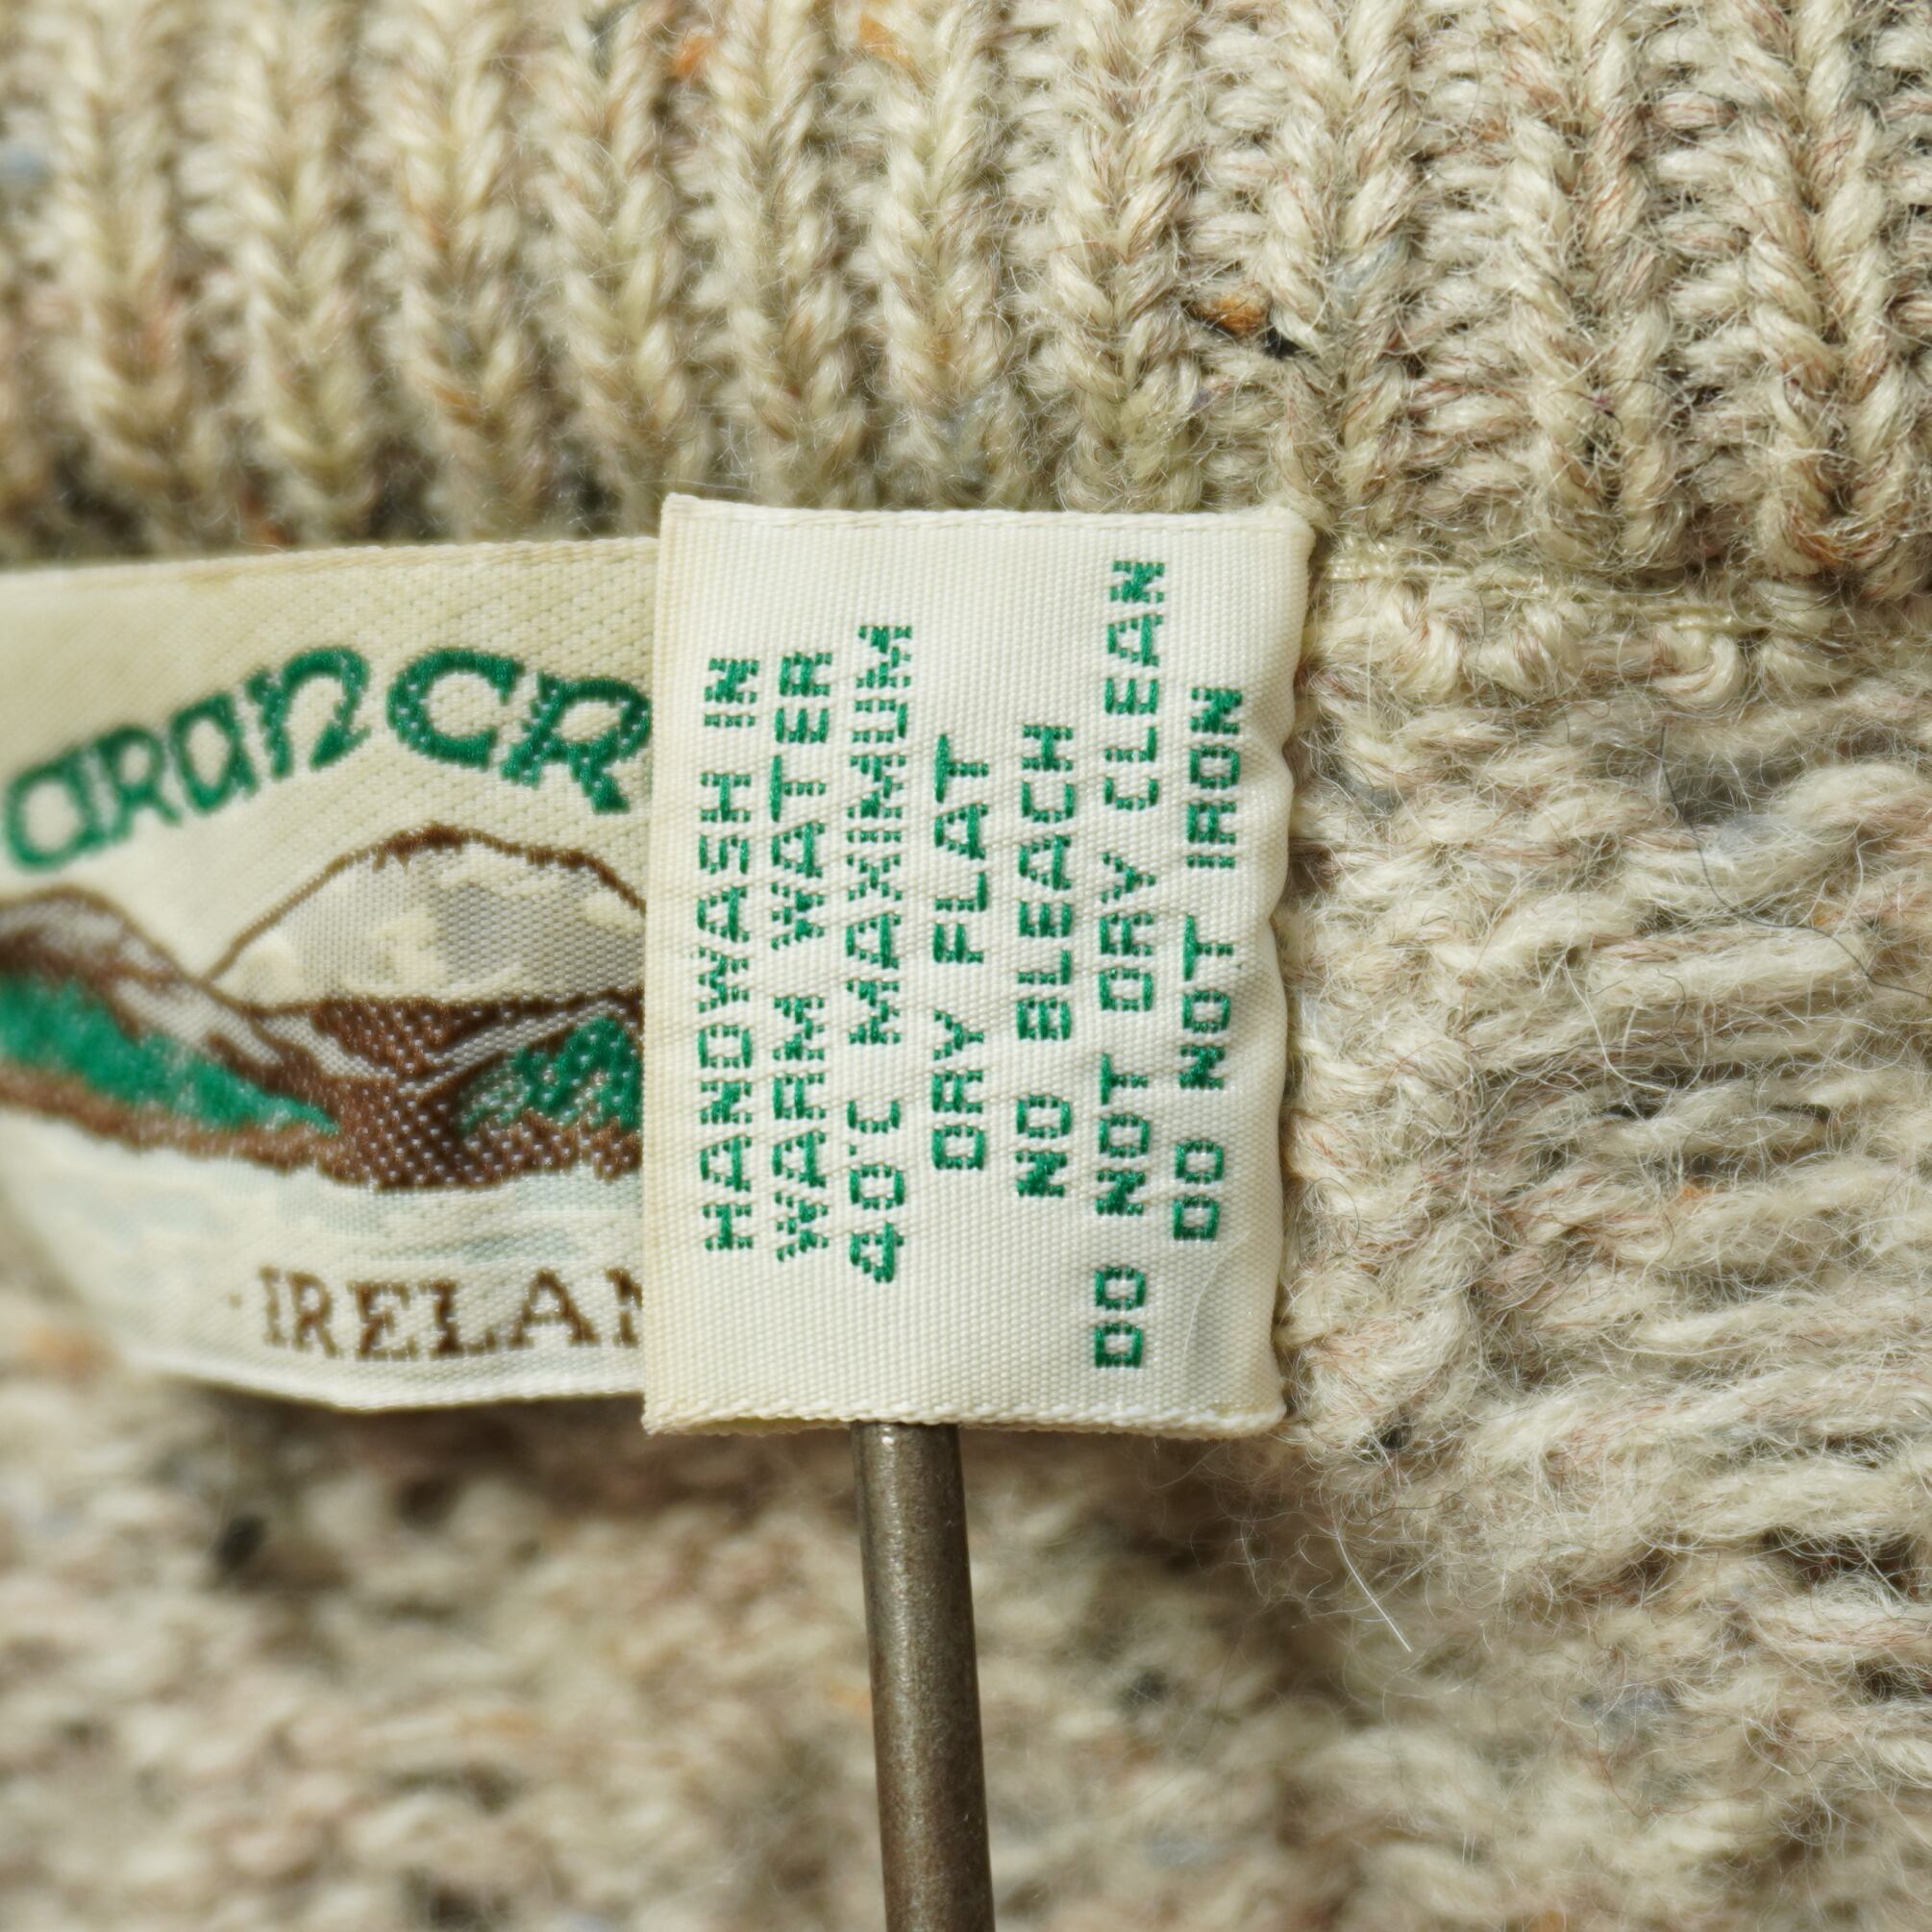 aranCR
IRELAN
HANDWASH IN
WARM WATER
40°C MAXIMUM
DRY FLAT
NO BLEACH
DO NOT DRY CLEAN
DO NOT IRON